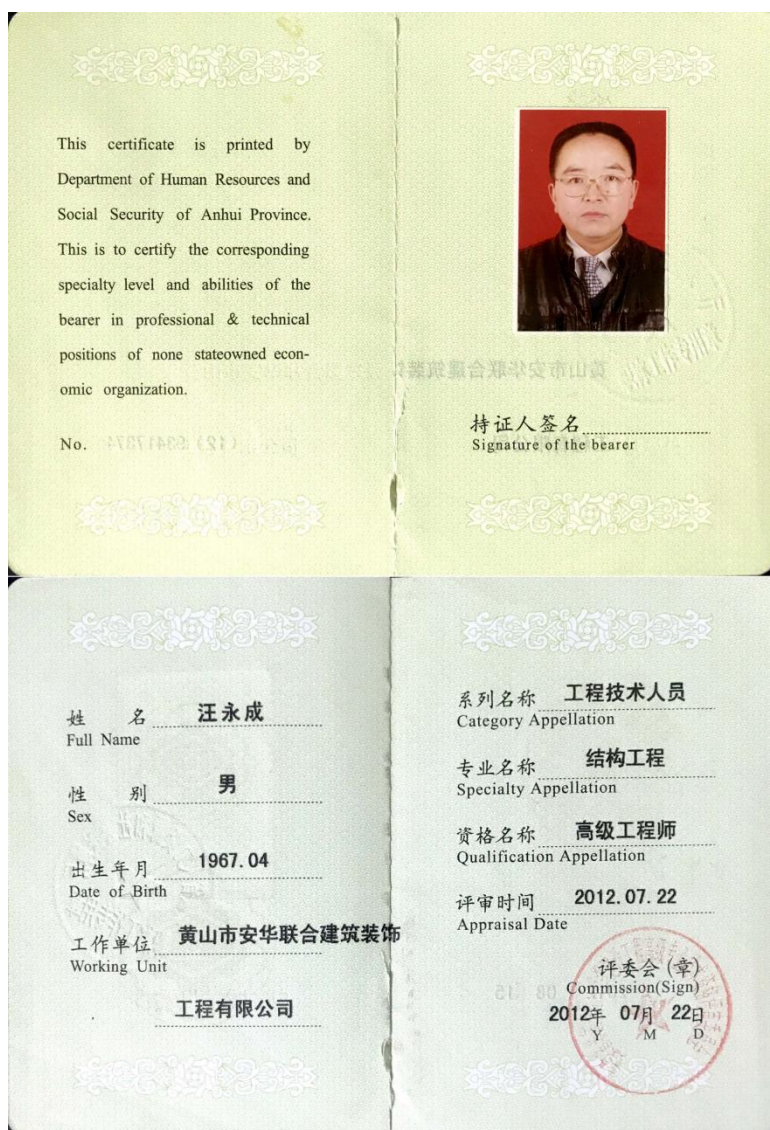 This certificate is printed by
Department of Human Resources and
Social Security of Anhui Province.
This is to certify the corresponding
specialty level and abilities of the
bearer in professional & technical
positions of none stateowned econ-
omic organization.
No.
持证人签名
Signature of the bearer
姓 名 汪永成
Full Name
性 别 男
Sex
出生年月 1967.04
Date of Birth
工作单位 黄山市安华联合建筑装饰
Working Unit
工程有限公司
系列名称 工程技术人员
Category Appellation
专业名称 结构工程
Specialty Appellation
资格名称 高级工程师
Qualification Appellation
评审时间 2012.07.22
Appraisal Date
评委会(章)
Commission(Sign)
2012年 07月 22日
Y M D